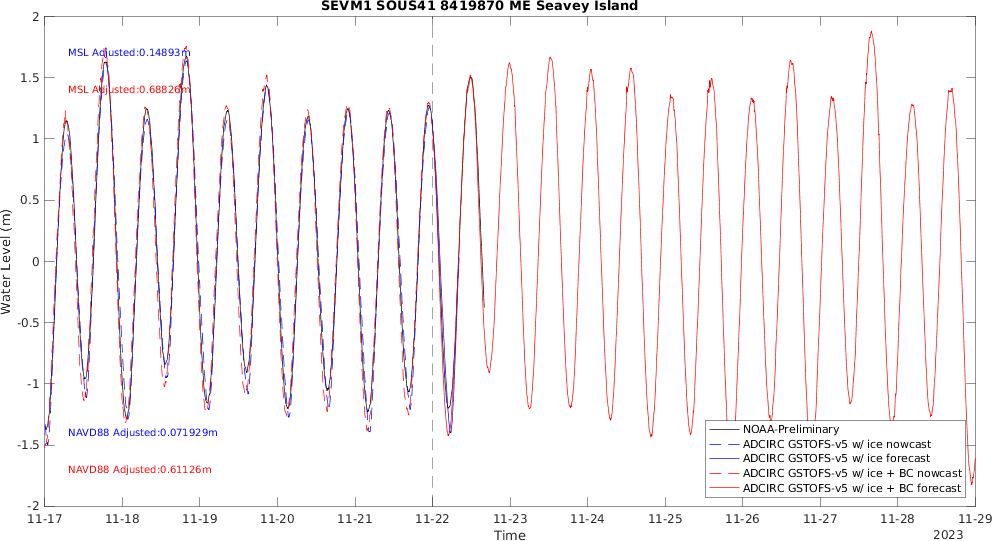 SEVM1 SOUS41 8419870 ME Seavey Island
2
1.5
1
0.5
0
-0.5
-1
-1.5
-2
Water Level (m)
MSL Adjusted:0.14893m
MSL Adjusted:0.68826m
NAVD88 Adjusted:0.071929m
NAVD88 Adjusted:0.61126m
NOAA-Preliminary
ADCIRC GSTOFS-v5 w/ ice nowcast
ADCIRC GSTOFS-v5 w/ ice forecast
ADCIRC GSTOFS-v5 w/ ice + BC nowcast
ADCIRC GSTOFS-v5 w/ ice + BC forecast
11-17 11-18 11-19 11-20 11-21 11-22 11-23 11-24 11-25 11-26 11-27 11-28 11-29
Time
2023